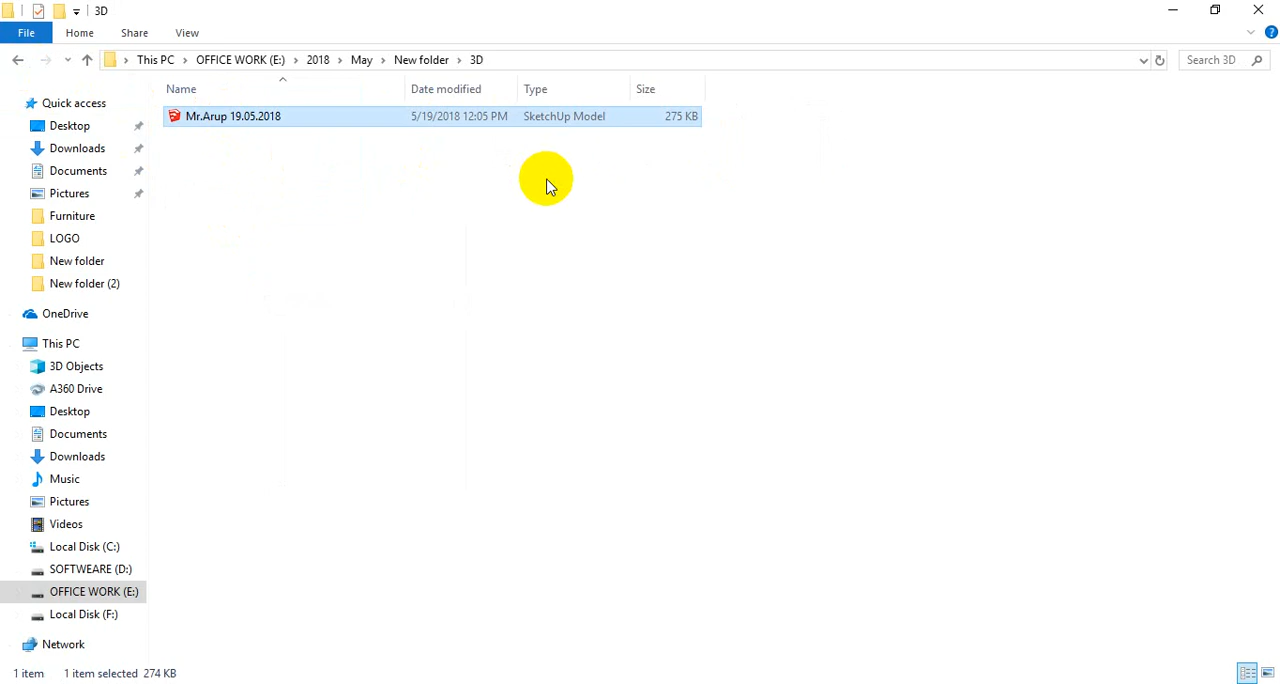 3D
File Home Share View
This PC OFFICE WORK (E:) 2018 May New folder 3D Search 3D
Name Date modified Type Size
Mr.Arup 19.05.2018 5/19/2018 12:05 PM SketchUp Model 275 KB
Quick access
Desktop
Downloads
Documents
Pictures
Furniture
LOGO
New folder
New folder (2)
OneDrive
This PC
3D Objects
A360 Drive
Desktop
Documents
Downloads
Music
Pictures
Videos
Local Disk (C:)
SOFTWEARE (D:)
OFFICE WORK (E:)
Local Disk (F:)
Network
1 item 1 item selected 274 KB